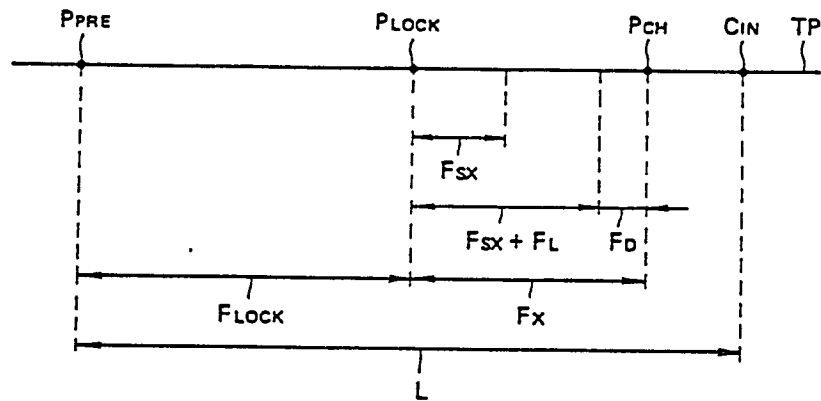 PPRE PLOCK PCH CIN TP
FSX
FSX + FL FD
FLOCK FX
L